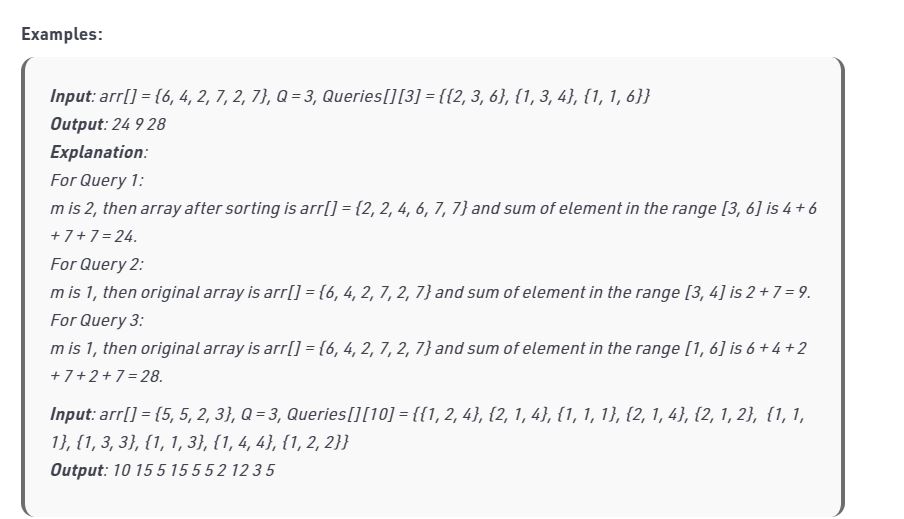 Examples:
Input: arr[] = {6, 4, 2, 7, 2, 7}, Q = 3, Queries[][3] = {{2, 3, 6}, {1, 3, 4}, {1, 1, 6}}
Output: 24 9 28
Explanation:
For Query 1:
m is 2, then array after sorting is arr[] = {2, 2, 4, 6, 7, 7} and sum of element in the range [3, 6] is 4 + 6
+ 7 + 7 = 24.
For Query 2:
m is 1, then original array is arr[] = {6, 4, 2, 7, 2, 7} and sum of element in the range [3, 4] is 2 + 7 = 9.
For Query 3:
m is 1, then original array is arr[] = {6, 4, 2, 7, 2, 7} and sum of element in the range [1, 6] is 6 + 4 + 2
+ 7 + 2 + 7 = 28.
Input: arr[] = {5, 5, 2, 3}, Q = 3, Queries[][10] = {{1, 2, 4}, {2, 1, 4}, {1, 1, 1}, {2, 1, 4}, {2, 1, 2}, {1, 1,
1}, {1, 3, 3}, {1, 1, 3}, {1, 4, 4}, {1, 2, 2}}
Output: 10 15 5 15 5 5 2 12 3 5